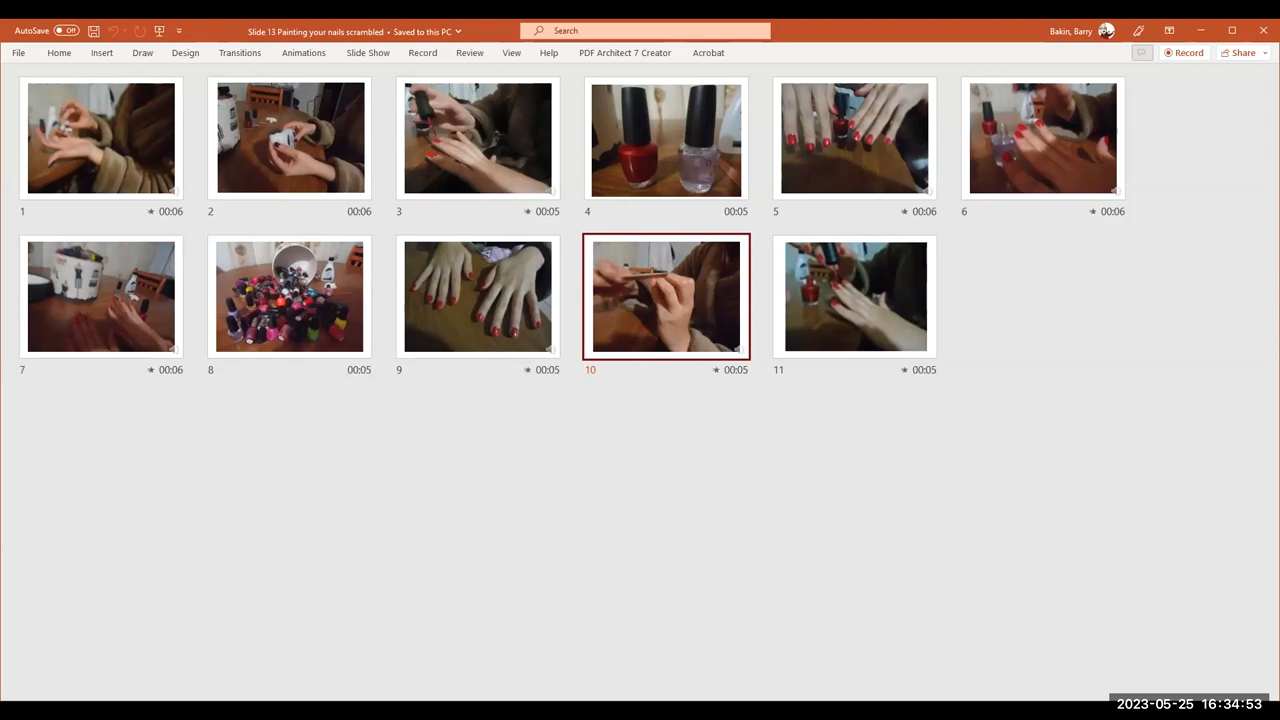 AutoSave Off Slide 13 Painting your nails scrambled • Saved to this PC Search Bakin, Barry
File Home Insert Draw Design Transitions Animations Slide Show Record Review View Help PDF Architect 7 Creator Acrobat Record Share
1 00:06 2 00:06 3 00:05 4 00:05 5 00:06 6 00:06
7 00:06 8 00:05 9 00:05 10 00:05 11 00:05
2023-05-25 16:34:53